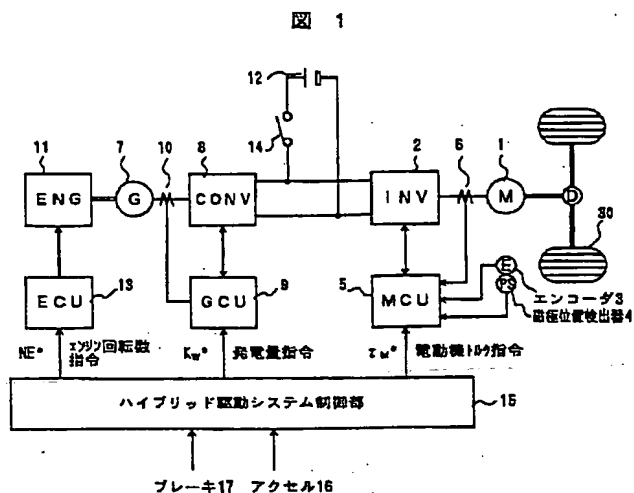 図 1
12
14
11
7
10
8
2
6
1
ENG
G
CONV
INV
M
D
30
ECU
13
GCU
9
5
MCU
E
PS
エンコーダ3
磁極位置検出器4
NE* エンジン回転数指令
Kw* 発電量指令
τM* 電動機トルク指令
ハイブリッド駆動システム制御部
15
ブレーキ17 アクセル16